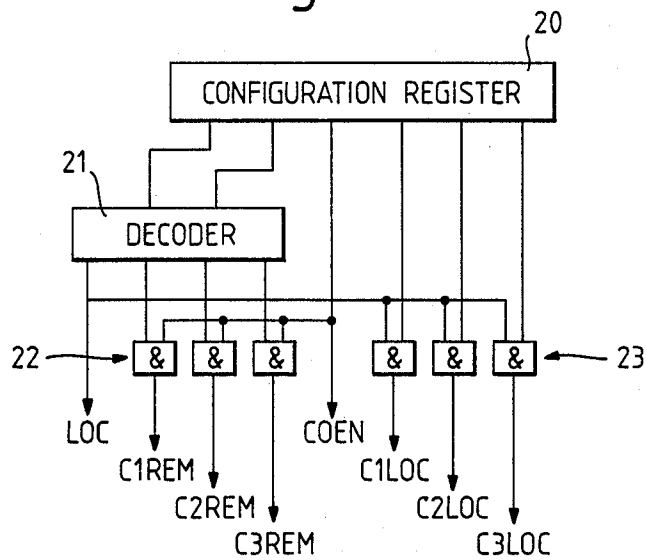 20
CONFIGURATION REGISTER
21
DECODER
22 & & & & & & 23
LOC COEN
C1REM C1LOC
C2REM C2LOC
C3REM C3LOC